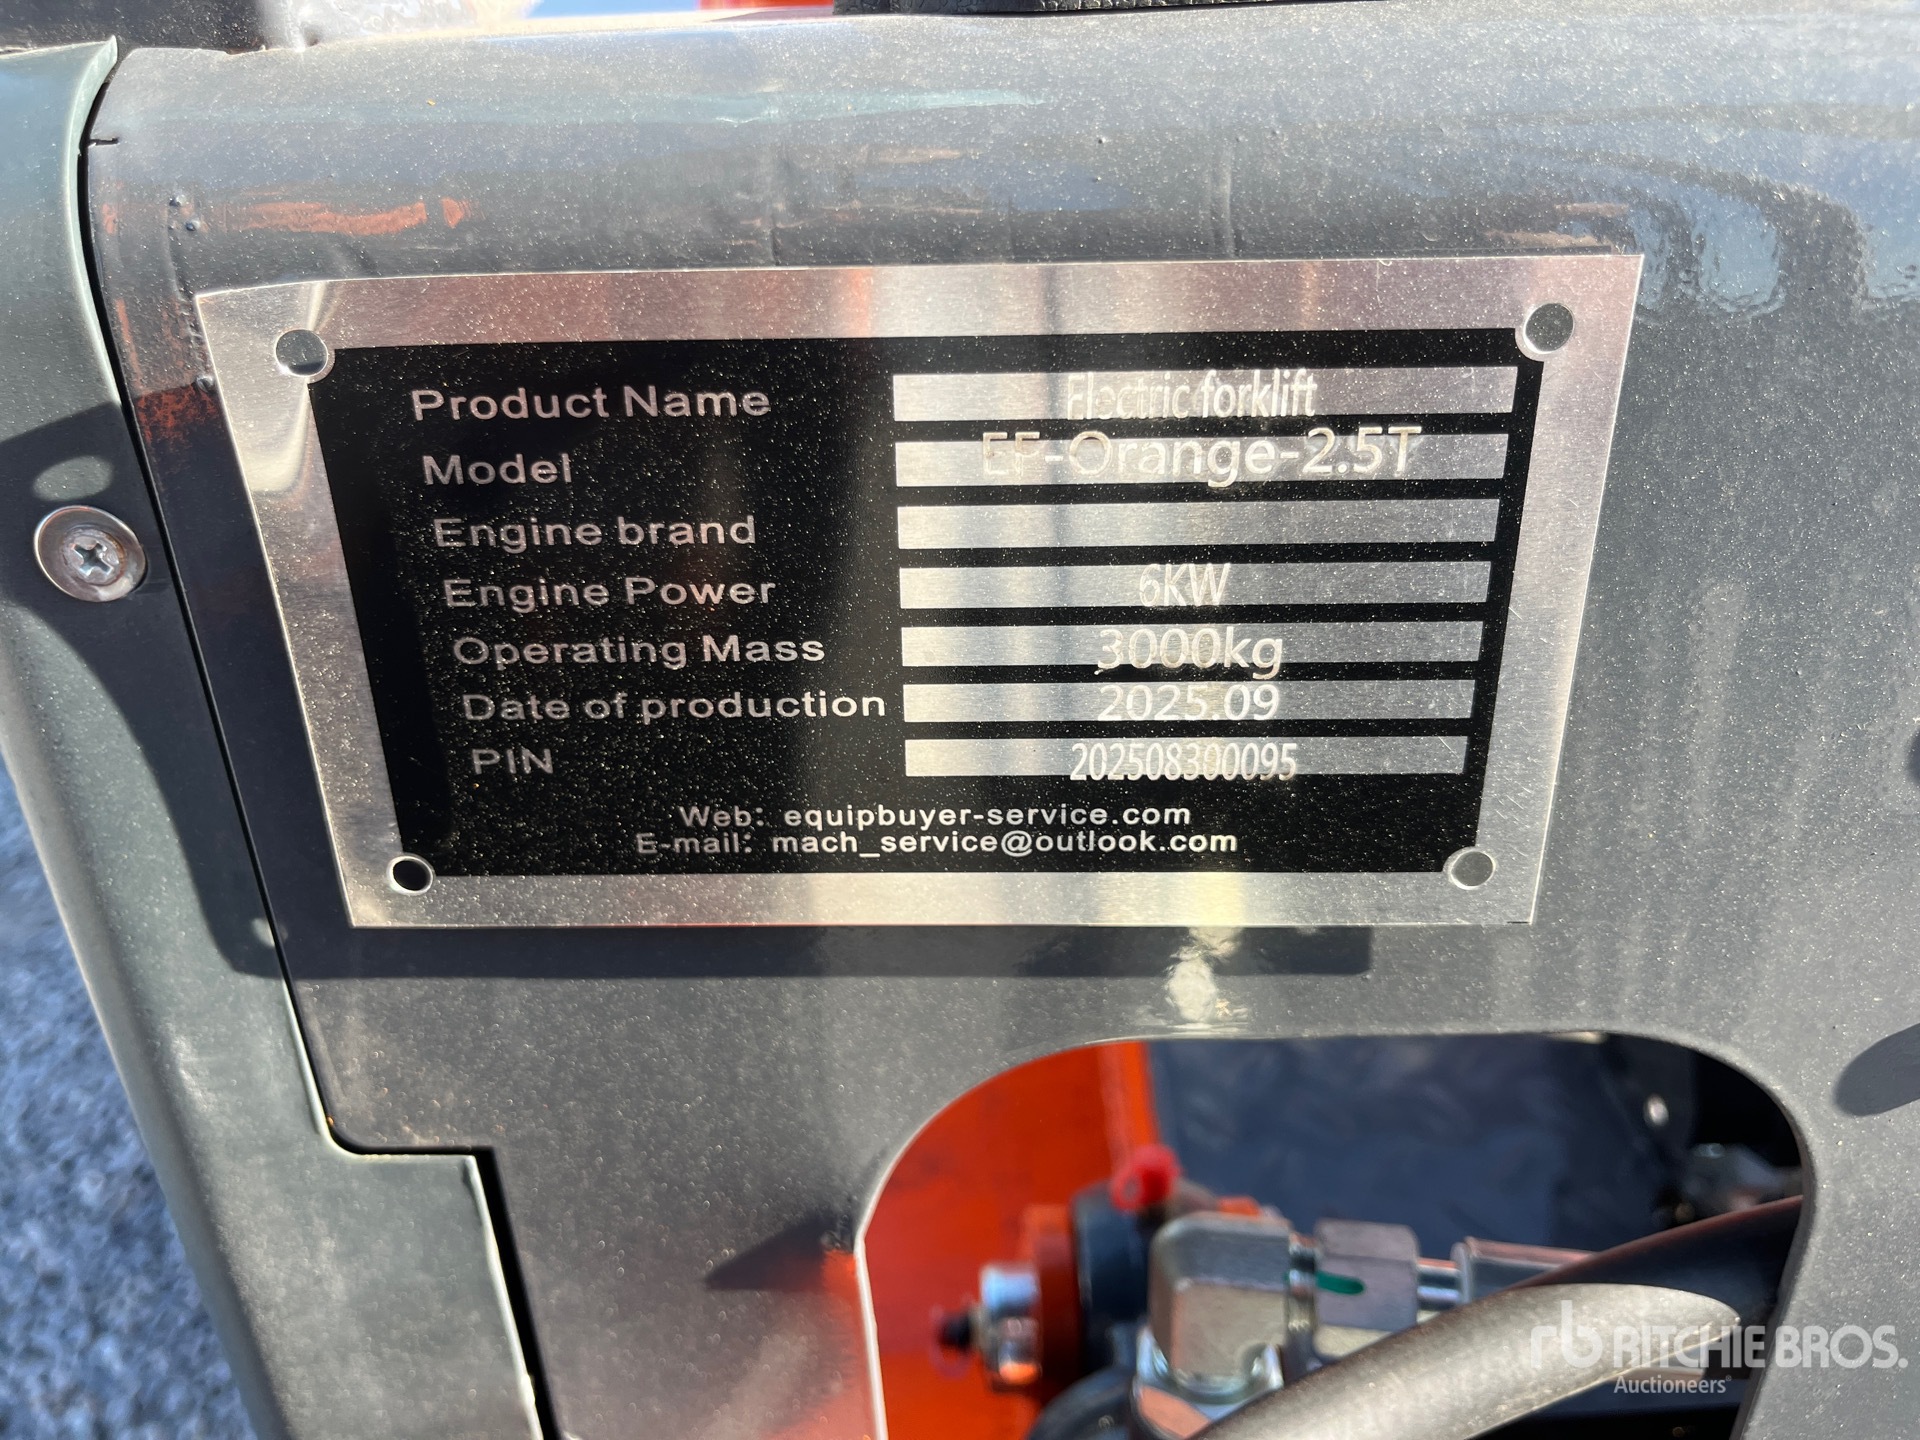 Product Name Electric forklift
Model EF-Orange-2.5T
Engine brand
Engine Power 6KW
Operating Mass 3000kg
Date of production 2025.09
PIN 202508300095
Web: equipbuyer-service.com
E-mail: mach_service@outlook.com
rb RITCHIE BROS.
Auctioneers